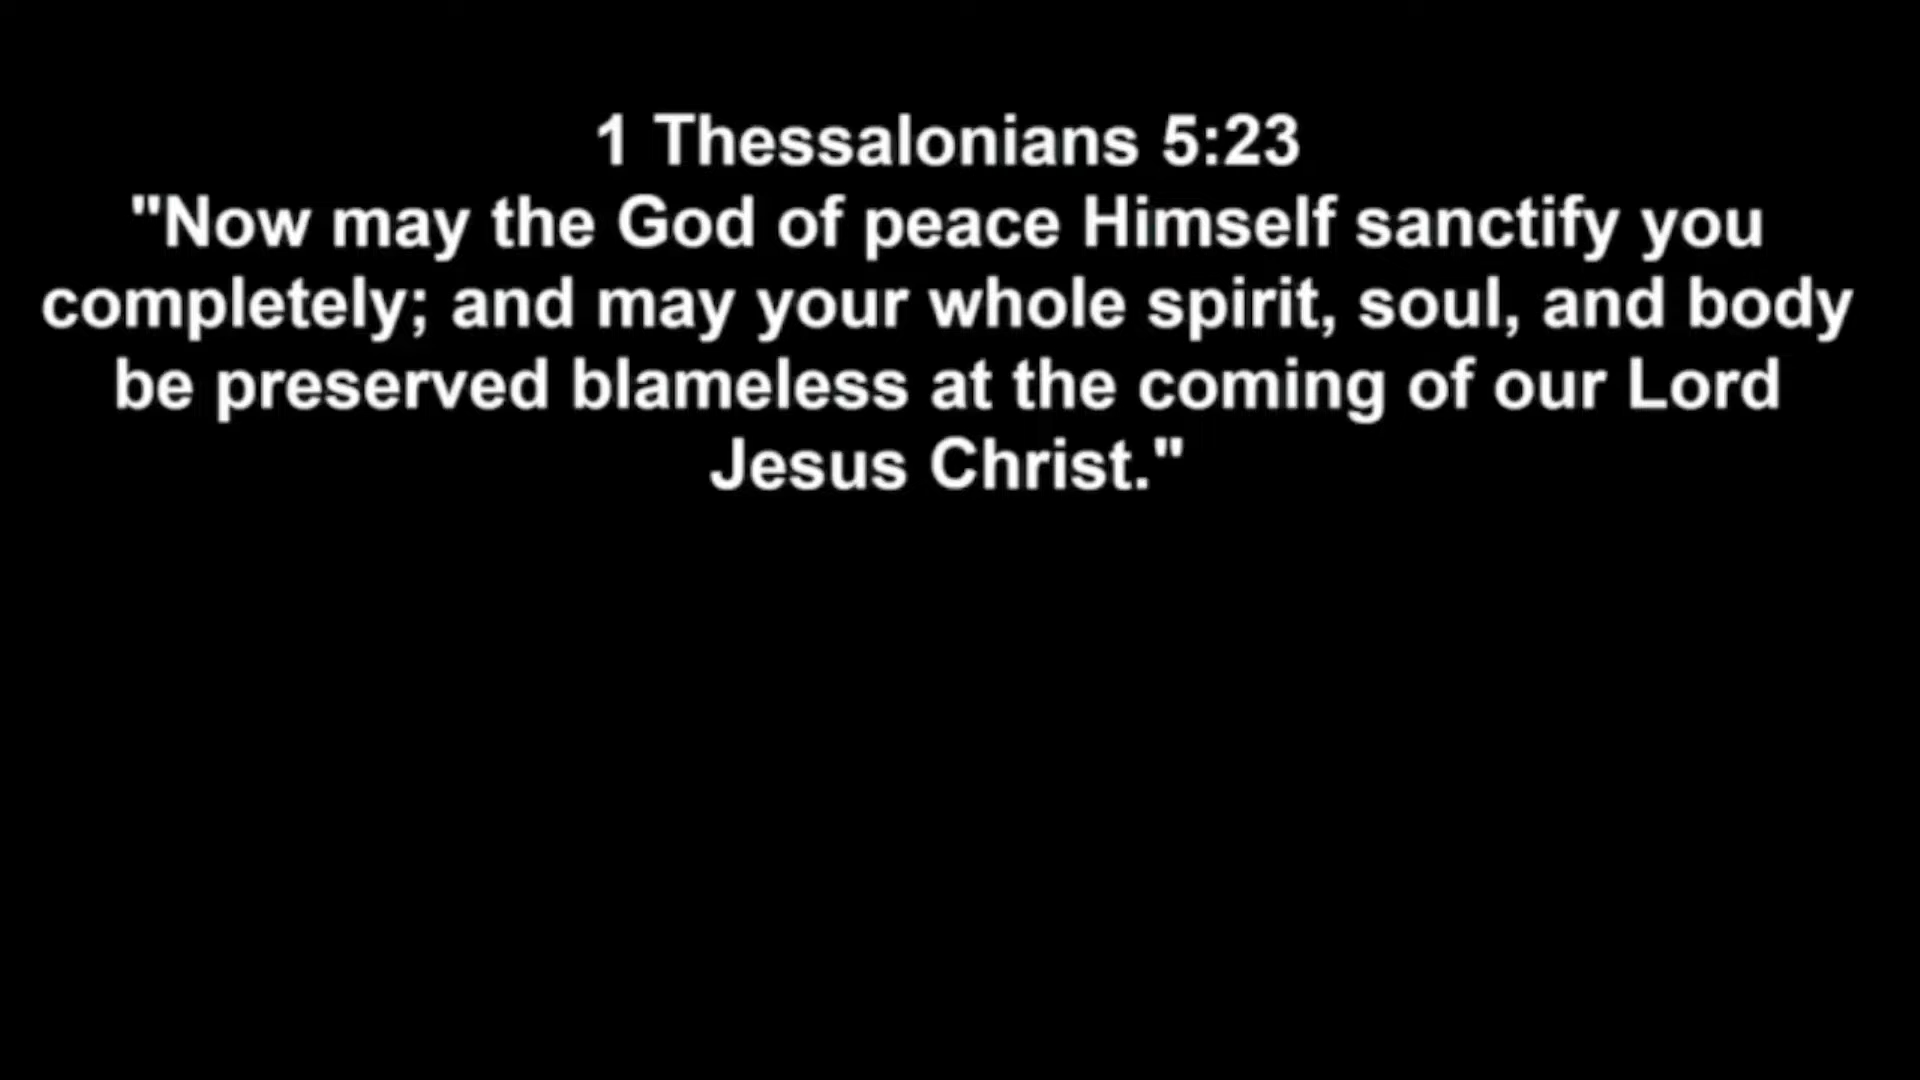 1 Thessalonians 5:23
"Now may the God of peace Himself sanctify you
completely; and may your whole spirit, soul, and body
be preserved blameless at the coming of our Lord
Jesus Christ."